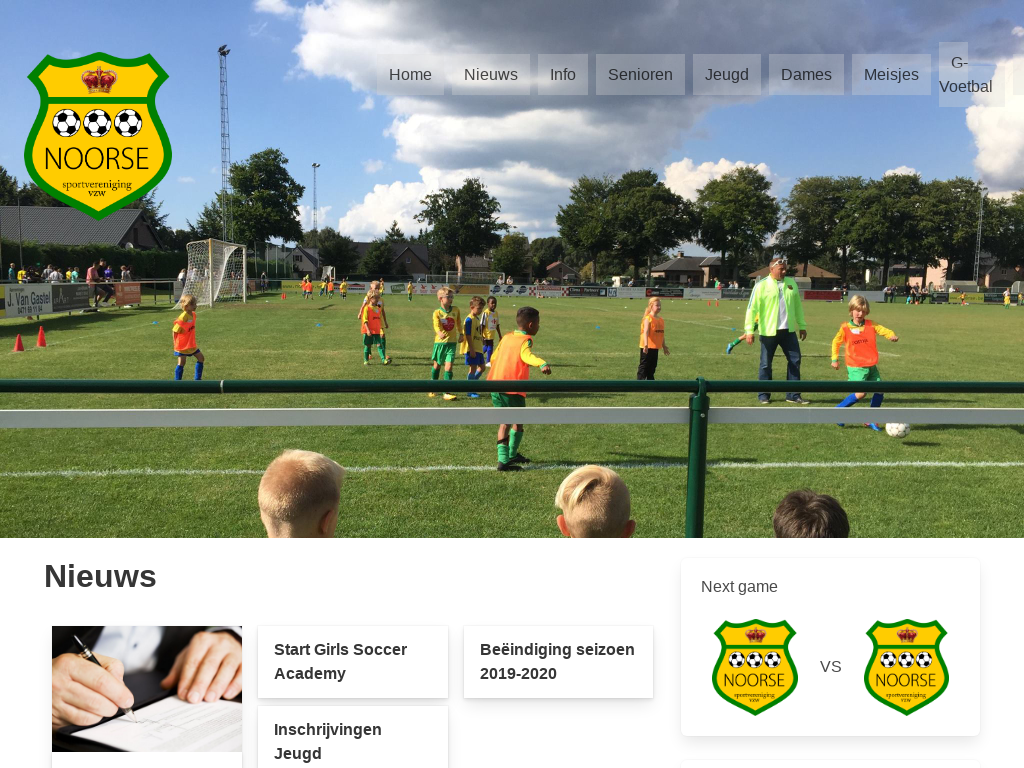 NOORSE
sportvereniging
vzw
Home
Nieuws
Info
Senioren
Jeugd
Dames
Meisjes
G-
Voetbal
J. Van Gastel
Nieuws
Start Girls Soccer
Academy
Beëindiging seizoen
2019-2020
Inschrijvingen
Jeugd
Next game
NOORSE
sportvereniging
vzw
VS
NOORSE
sportvereniging
vzw